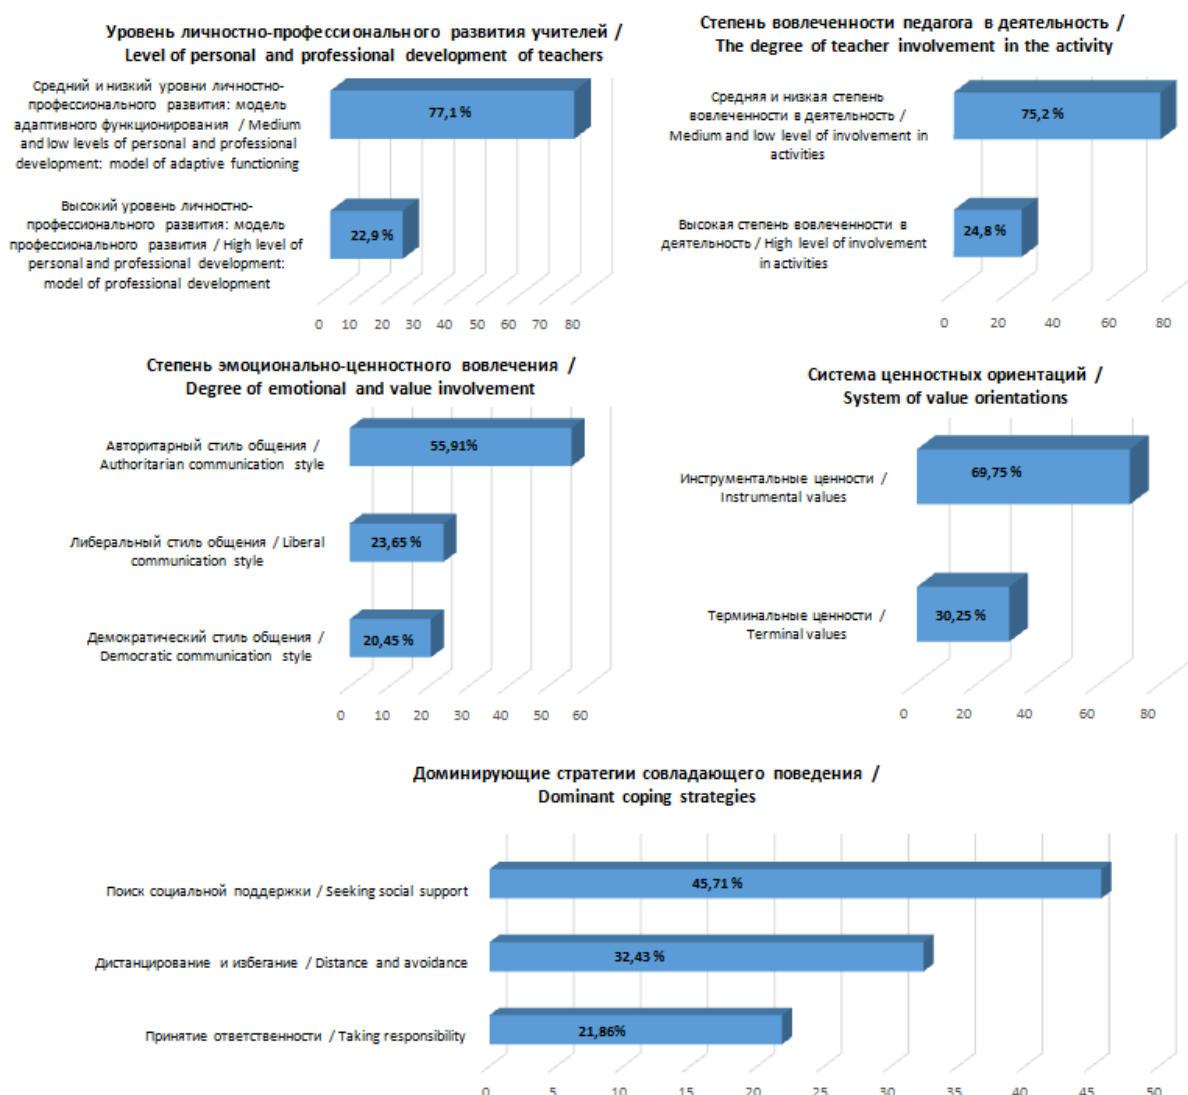 Уровень личностно-профессионального развития учителей /
Level of personal and professional development of teachers
Средний и низкий уровни личностно-
профессионального развития: модель
адаптивного функционирования / Medium
and low levels of personal and professional
development: model of adaptive functioning
77,1 %
Высокий уровень личностно-
профессионального развития: модель
профессионального развития / High level of
personal and professional development:
model of professional development
22,9 %
0 10 20 30 40 50 60 70 80
Степень вовлеченности педагога в деятельность /
The degree of teacher involvement in the activity
Средняя и низкая степень
вовлеченности в деятельность /
Medium and low level of involvement in
activities
75,2 %
Высокая степень вовлеченности в
деятельность / High level of involvement
in activities
24,8 %
0 20 40 60 80
Степень эмоционально-ценностного вовлечения /
Degree of emotional and value involvement
Авторитарный стиль общения /
Authoritarian communication style
55,91%
Либеральный стиль общения / Liberal
communication style
23,65 %
Демократический стиль общения /
Democratic communication style
20,45 %
0 10 20 30 40 50 60
Система ценностных ориентаций /
System of value orientations
Инструментальные ценности /
Instrumental values
69,75 %
Терминальные ценности /
Terminal values
30,25 %
0 20 40 60 80
Доминирующие стратегии совладающего поведения /
Dominant coping strategies
Поиск социальной поддержки / Seeking social support
45,71 %
Дистанцирование и избегание / Distance and avoidance
32,43 %
Принятие ответственности / Taking responsibility
21,86%
0 5 10 15 20 25 30 35 40 45 50